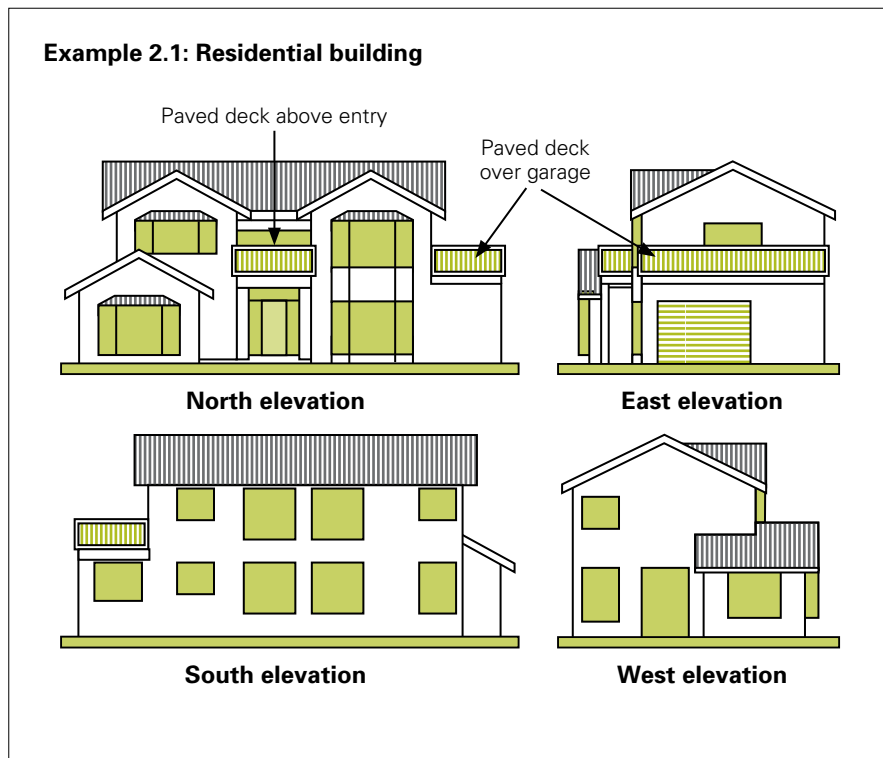 Example 2.1: Residential building
Paved deck above entry
Paved deck
over garage
North elevation
East elevation
South elevation
West elevation